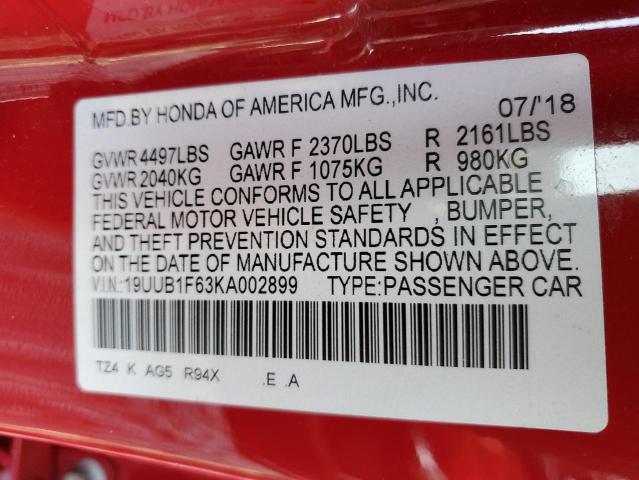 MFD.BY HONDA OF AMERICA MFG.,INC. 07/'18
GVWR 4497LBS GAWR F 2370LBS R 2161LBS
GVWR 2040KG GAWR F 1075KG R 980KG
THIS VEHICLE CONFORMS TO ALL APPLICABLE
FEDERAL MOTOR VEHICLE SAFETY , BUMPER,
AND THEFT PREVENTION STANDARDS IN EFFECT
ON THE DATE OF MANUFACTURE SHOWN ABOVE.
V.I.N.:19UUB1F63KA002899 TYPE:PASSENGER CAR
TZ4 K AG5 R94X .E .A